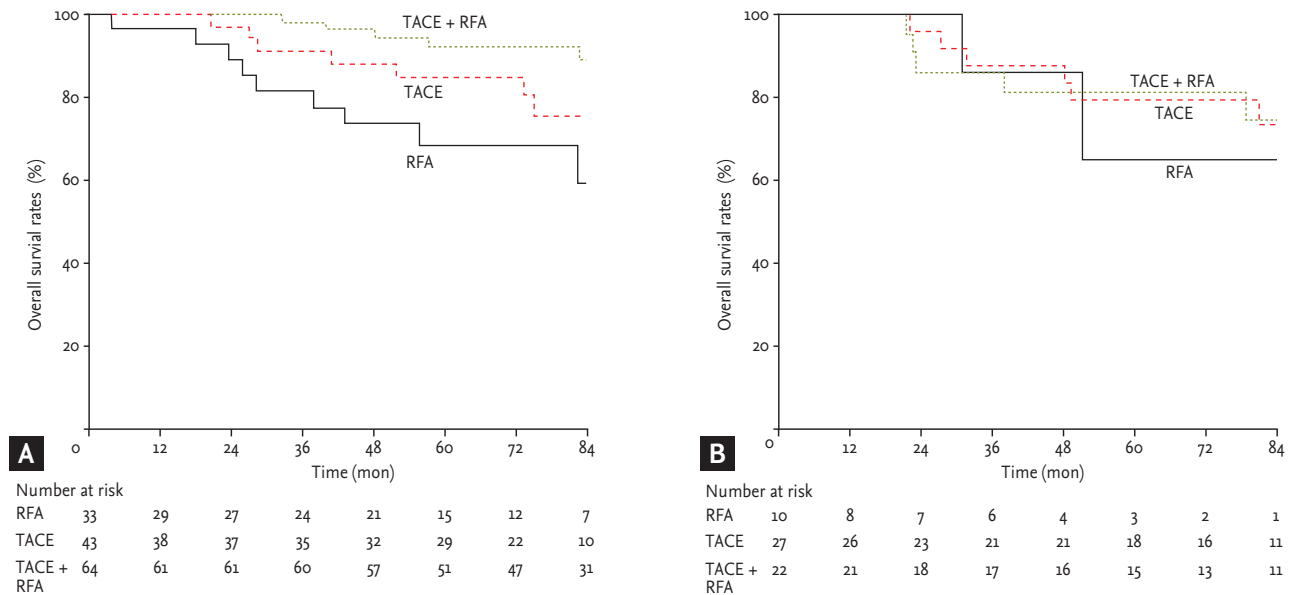 100
80
60
40
20
0
12
24
36
48
60
72
84
Overall survial rates (%)
Time (mon)
TACE + RFA
TACE
RFA
A
Number at risk
RFA 33 29 27 24 21 15 12 7
TACE 43 38 37 35 32 29 22 10
TACE + 64 61 61 60 57 51 47 31
RFA
100
80
60
40
20
0
12
24
36
48
60
72
84
Overall survival rates (%)
Time (mon)
TACE + RFA
TACE
RFA
B
Number at risk
RFA 10 8 7 6 4 3 2 1
TACE 27 26 23 21 21 18 16 11
TACE + 22 21 18 17 16 15 13 11
RFA